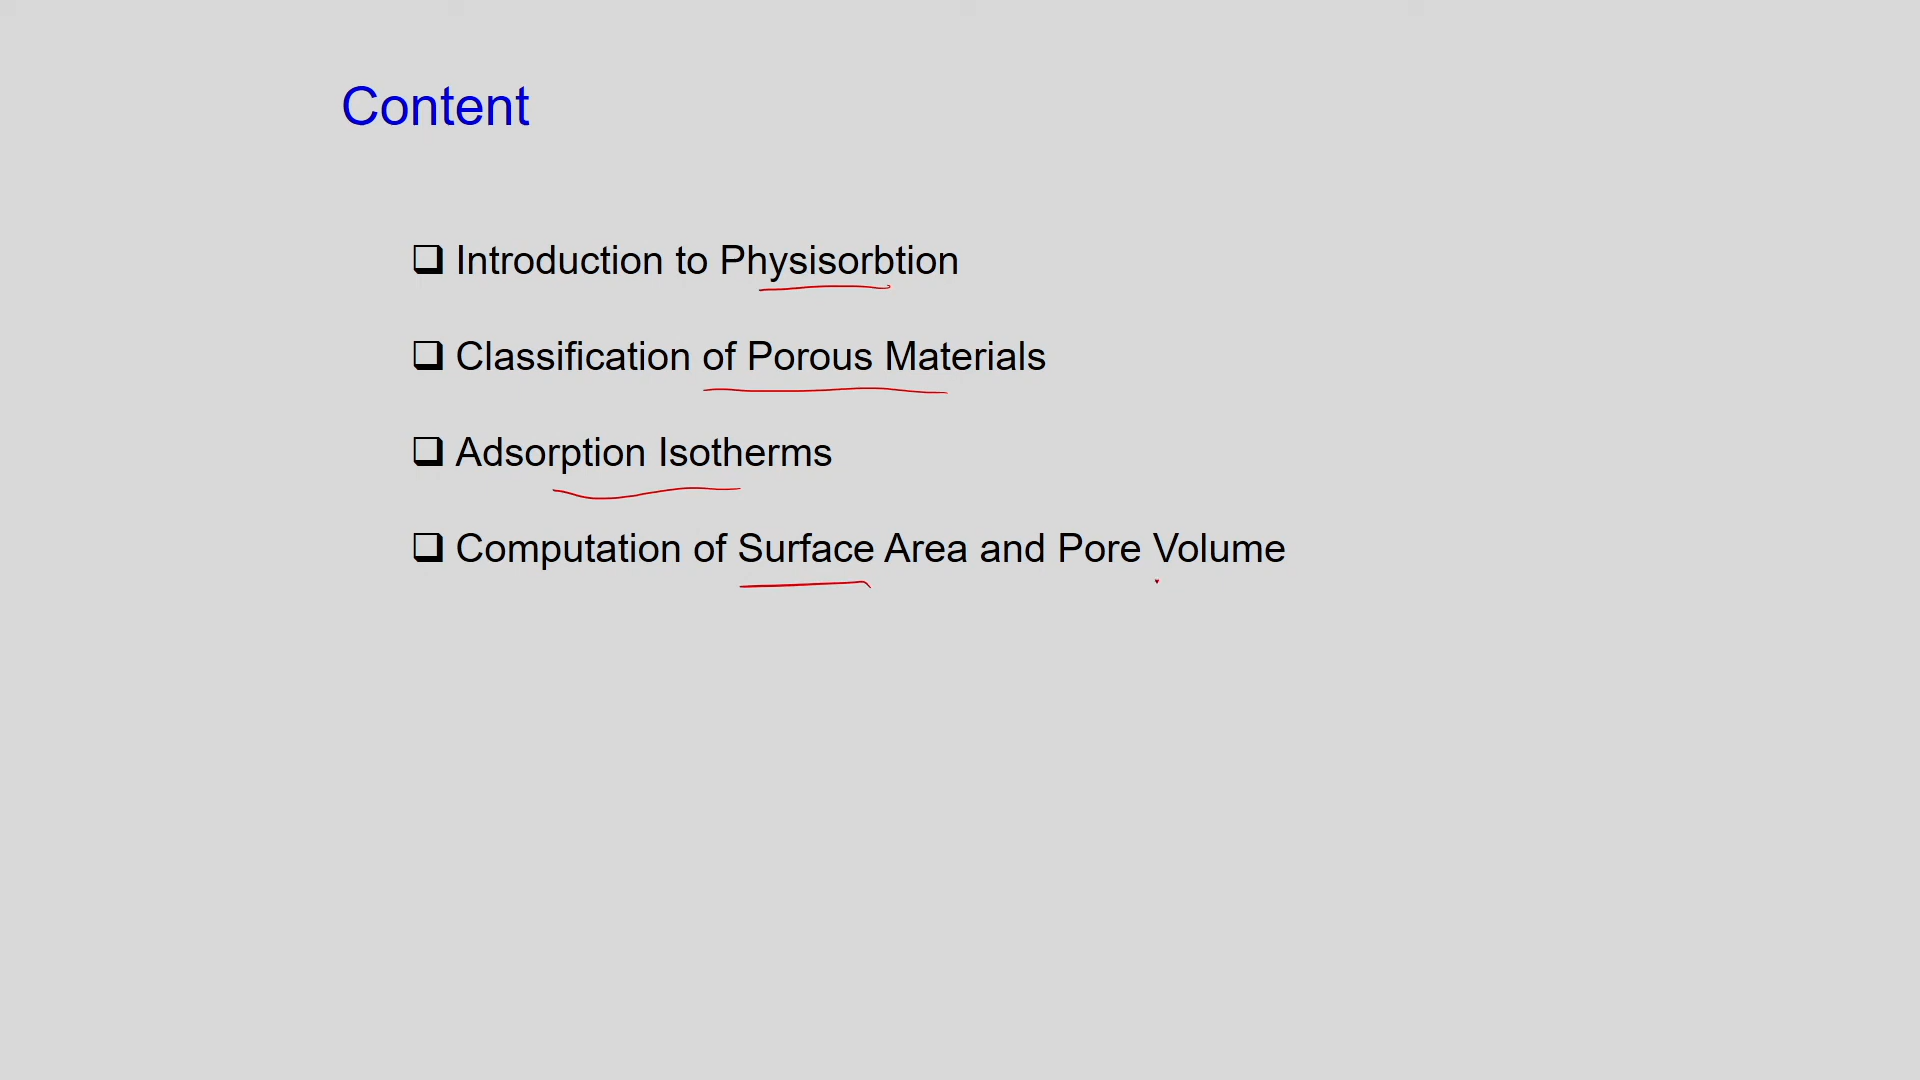 Content
❑ Introduction to Physisorbtion
❑ Classification of Porous Materials
❑ Adsorption Isotherms
❑ Computation of Surface Area and Pore Volume